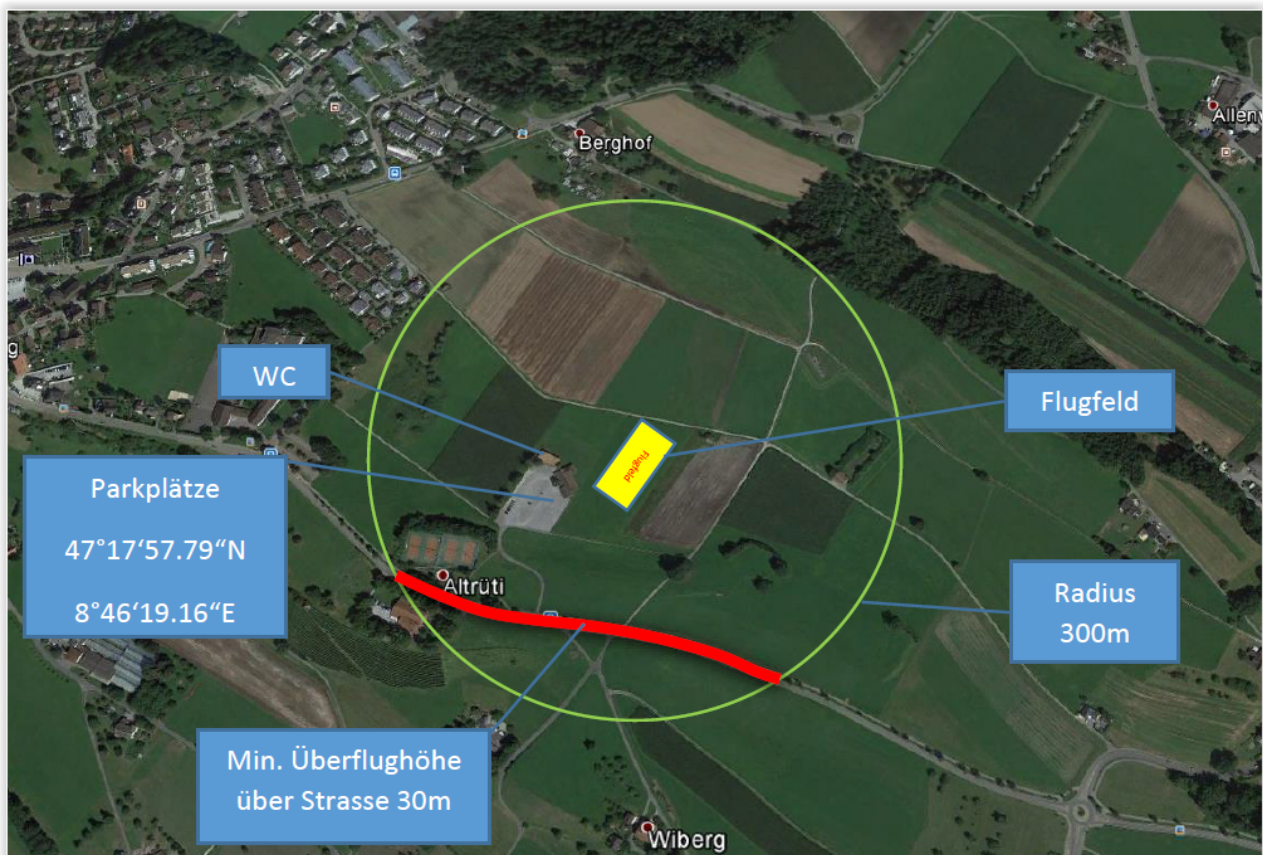 Berghof
Allenw
g
WC
Flugfeld
Flugfeld
Parkplätze
47°17‘57.79“N
8°46‘19.16“E
Altrüti
Radius
300m
Min. Überflughöhe
über Strasse 30m
Wiberg